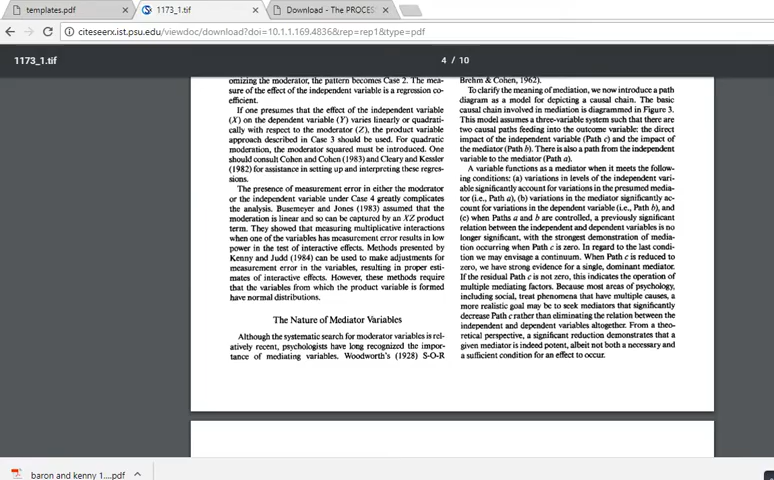 templates.pdf
1173_1.tif
Download - The PROCES
citeseerx.ist.psu.edu/viewdoc/download?doi=10.1.1.169.4836&rep=rep1&type=pdf
1173_1.tif
4 / 10
omizing the moderator, the pattern becomes Case 2. The mea-
sure of the effect of the independent variable is a regression co-
efficient.
If one presumes that the effect of the independent variable
(X) on the dependent variable (Y) varies linearly or quadrati-
cally with respect to the moderator (Z), the product variable
approach described in Case 3 should be used. For quadratic
moderation, the moderator squared must be introduced. One
should consult Cohen and Cohen (1983) and Cleary and Kessler
(1982) for assistance in setting up and interpreting these regres-
sions.
The presence of measurement error in either the moderator
or the independent variable under Case 4 greatly complicates
the analysis. Busemeyer and Jones (1983) assumed that the
moderation is linear and so can be captured by an XZ product
term. They showed that measuring multiplicative interactions
when one of the variables has measurement error results in low
power in the test of interactive effects. Methods presented by
Kenny and Judd (1984) can be used to make adjustments for
measurement error in the variables, resulting in proper esti-
mates of interactive effects. However, these methods require
that the variables from which the product variable is formed
have normal distributions.
The Nature of Mediator Variables
Although the systematic search for moderator variables is rel-
atively recent, psychologists have long recognized the impor-
tance of mediating variables. Woodworth's (1928) S-O-R
Brehm & Cohen, 1962).
To clarify the meaning of mediation, we now introduce a path
diagram as a model for depicting a causal chain. The basic
causal chain involved in mediation is diagrammed in Figure 3.
This model assumes a three-variable system such that there are
two causal paths feeding into the outcome variable: the direct
impact of the independent variable (Path c) and the impact of
the mediator (Path b). There is also a path from the independent
variable to the mediator (Path a).
A variable functions as a mediator when it meets the follow-
ing conditions: (a) variations in levels of the independent vari-
able significantly account for variations in the presumed media-
tor (i.e., Path a), (b) variations in the mediator significantly ac-
count for variations in the dependent variable (i.e., Path b), and
(c) when Paths a and b are controlled, a previously significant
relation between the independent and dependent variables is no
longer significant, with the strongest demonstration of media-
tion occurring when Path c is zero. In regard to the last condi-
tion we may envisage a continuum. When Path c is reduced to
zero, we have strong evidence for a single, dominant mediator.
If the residual Path c is not zero, this indicates the operation of
multiple mediating factors. Because most areas of psychology,
including social, treat phenomena that have multiple causes, a
more realistic goal may be to seek mediators that significantly
decrease Path c rather than eliminating the relation between the
independent and dependent variables altogether. From a theo-
retical perspective, a significant reduction demonstrates that a
given mediator is indeed potent, albeit not both a necessary and
a sufficient condition for an effect to occur.
baron and kenny 1....pdf